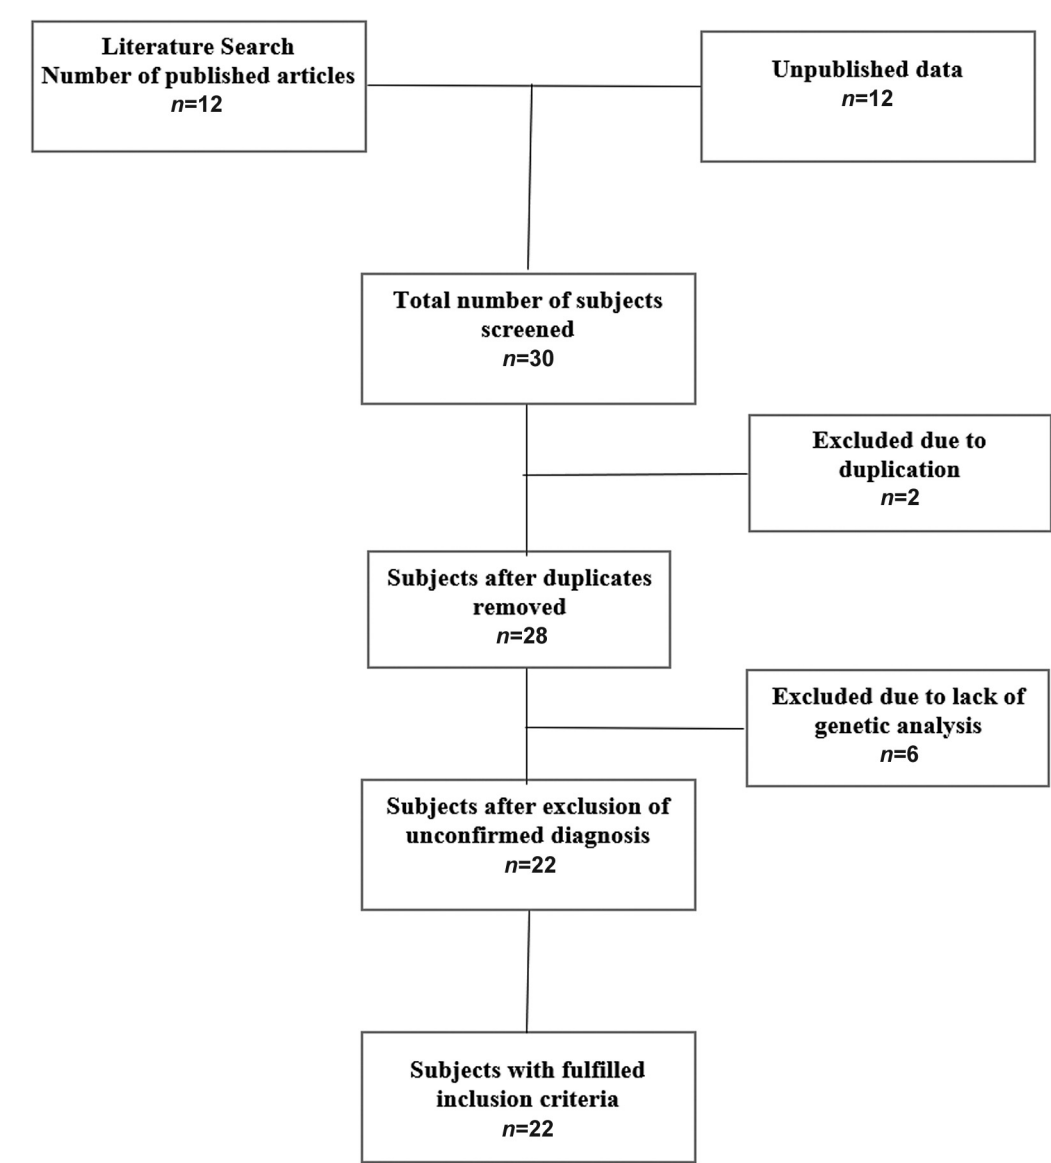 Literature Search
Number of published articles
n=12
Unpublished data
n=12
Total number of subjects
screened
n=30
Excluded due to
duplication
n=2
Subjects after duplicates
removed
n=28
Excluded due to lack of
genetic analysis
n=6
Subjects after exclusion of
unconfirmed diagnosis
n=22
Subjects with fulfilled
inclusion criteria
n=22